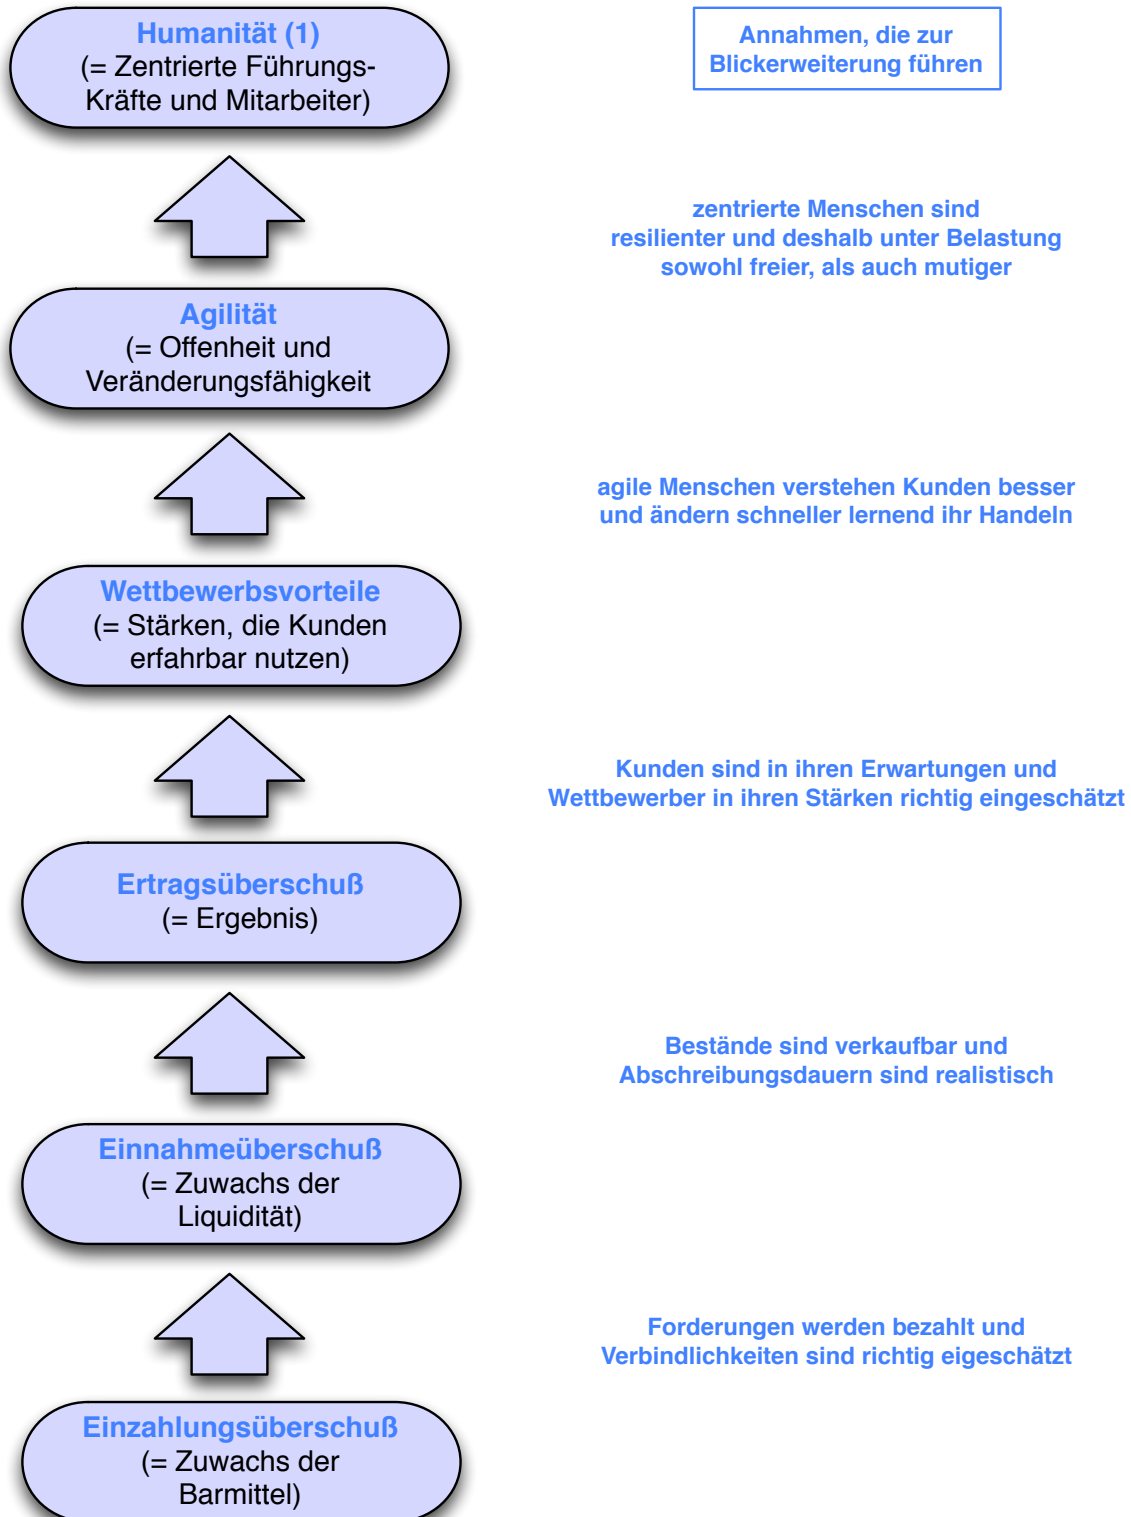 Humanität (1)
(= Zentrierte Führungs-
Kräfte und Mitarbeiter)
Annahmen, die zur
Blickerweiterung führen
zentrierte Menschen sind
resilienter und deshalb unter Belastung
sowohl freier, als auch mutiger
Agilität
(= Offenheit und
Veränderungsfähigkeit
agile Menschen verstehen Kunden besser
und ändern schneller lernend ihr Handeln
Wettbewerbsvorteile
(= Stärken, die Kunden
erfahrbar nutzen)
Kunden sind in ihren Erwartungen und
Wettbewerber in ihren Stärken richtig eingeschätzt
Ertragsüberschuß
(= Ergebnis)
Bestände sind verkaufbar und
Abschreibungsdauern sind realistisch
Einnahmeüberschuß
(= Zuwachs der
Liquidität)
Forderungen werden bezahlt und
Verbindlichkeiten sind richtig eigeschätzt
Einzahlungsüberschuß
(= Zuwachs der
Barmittel)